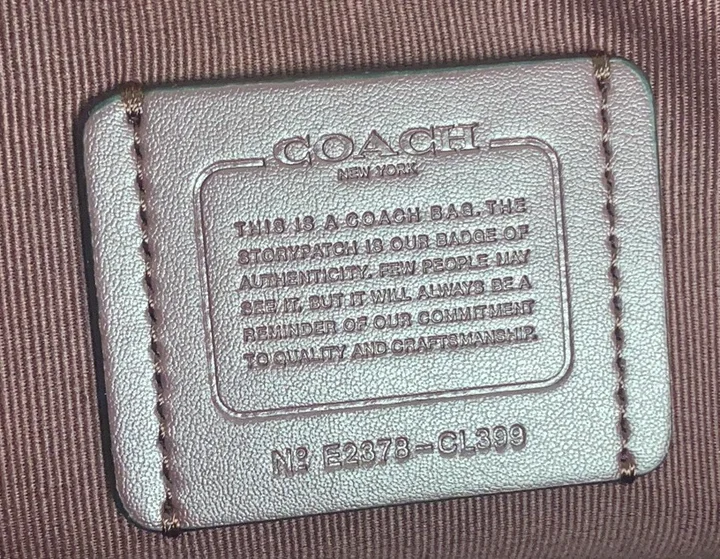 COACH
NEW YORK
THIS IS A COACH BAG. THE
STORYPATCH IS OUR BADGE OF
AUTHENTICITY. FEW PEOPLE MAY
SEE IT, BUT IT WILL ALWAYS BE A
REMINDER OF OUR COMMITMENT
TO QUALITY AND CRAFTSMANSHIP.
Nº E2378-CL399